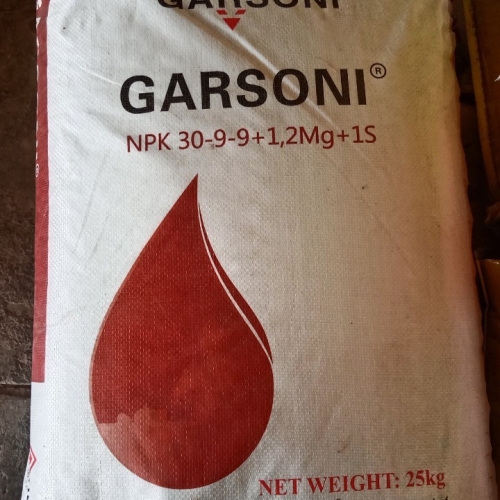 GARSONI
GARSONI®
NPK 30-9-9+1,2Mg+1S
NET WEIGHT: 25kg